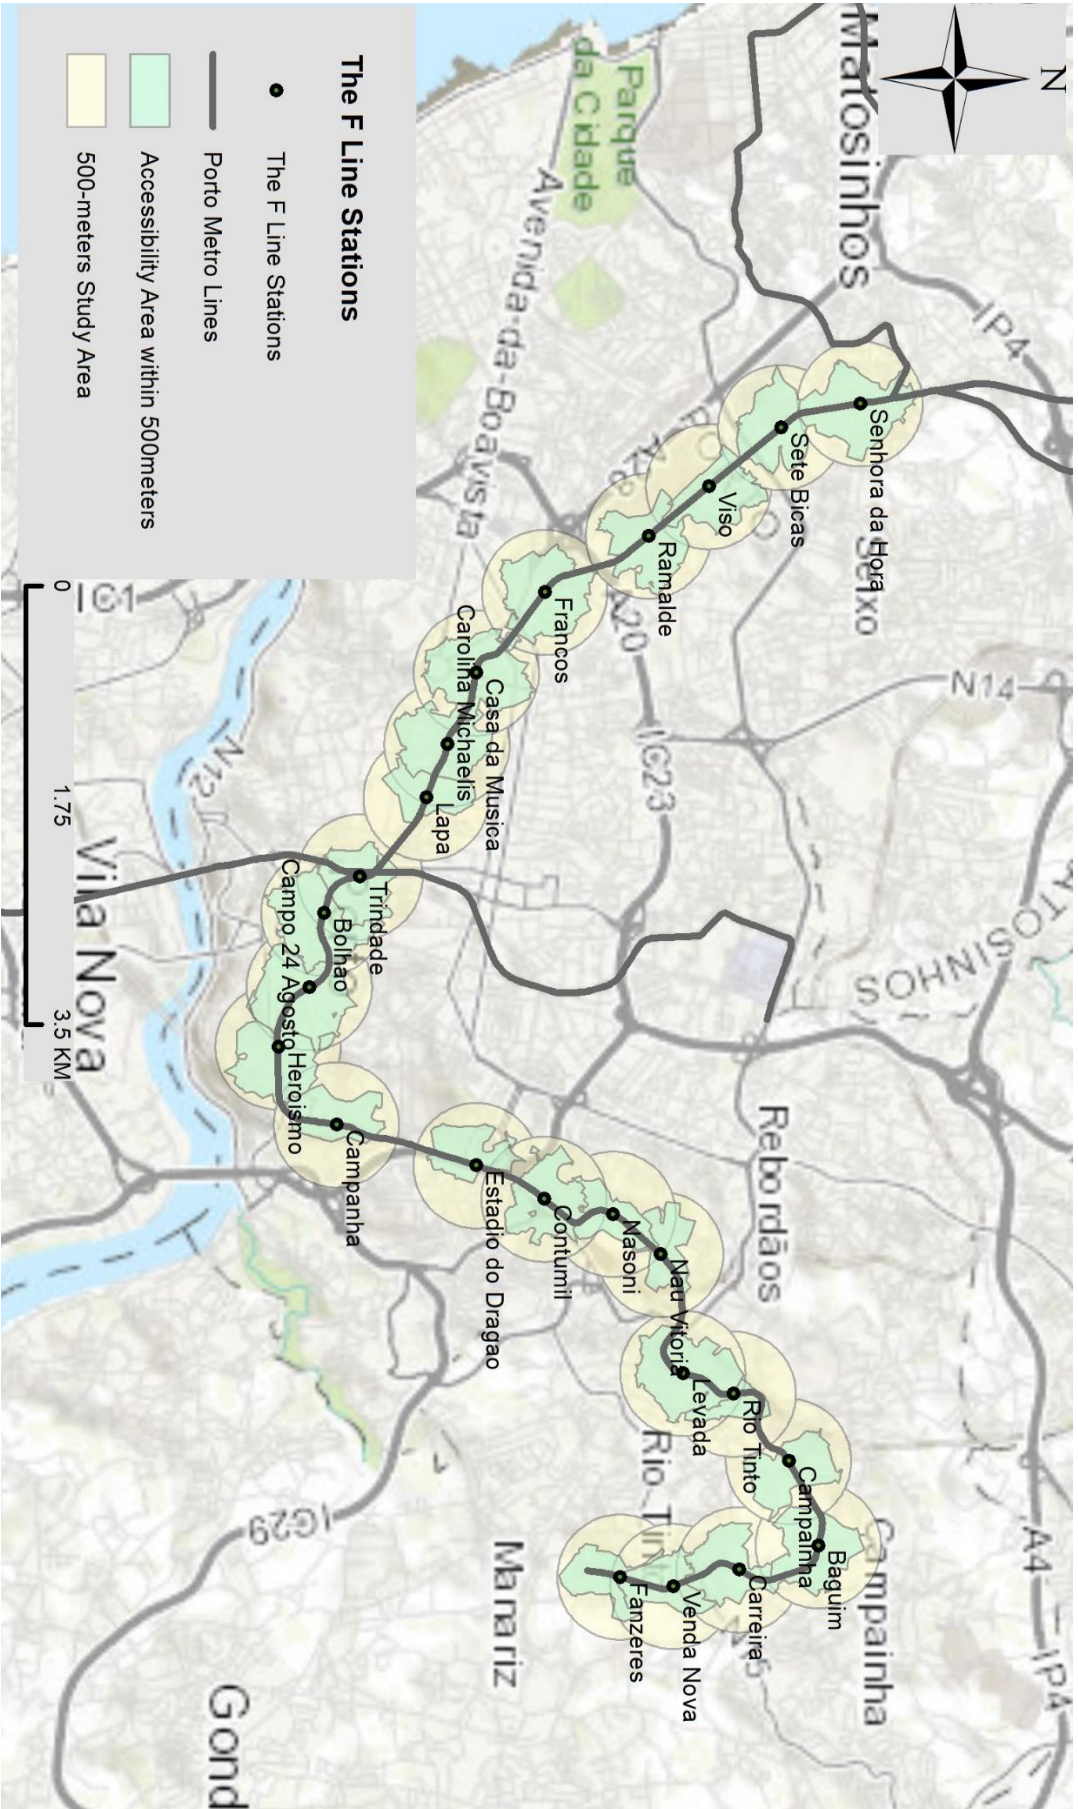 N
Matosinhos
Parque
da Cidade
Avenida-da-Boavista
IP4
Senhora da Hora
Seixo
Sete Bicas
Viso
Ramalde
Francos
A20
N14
IC23
Casa da Musica
Carolina Michaelis
Lapa
Trindade
Bolhao
Campo 24 Agosto
Heroismo
Campanha
Estadio do Dragao
Contumil
Nasoni
Nau Vitoria
Levada
Rio Tinto
Campainha
Baguim
Carreira
Venda Nova
Fanzeres
Rebordãos
Campainha
Manariz
Gond
IC29
A4
IP4
IC1
N12
Vila Nova
The F Line Stations
The F Line Stations
Porto Metro Lines
Accessibility Area within 500meters
500-meters Study Area
0
1.75
3.5 KM